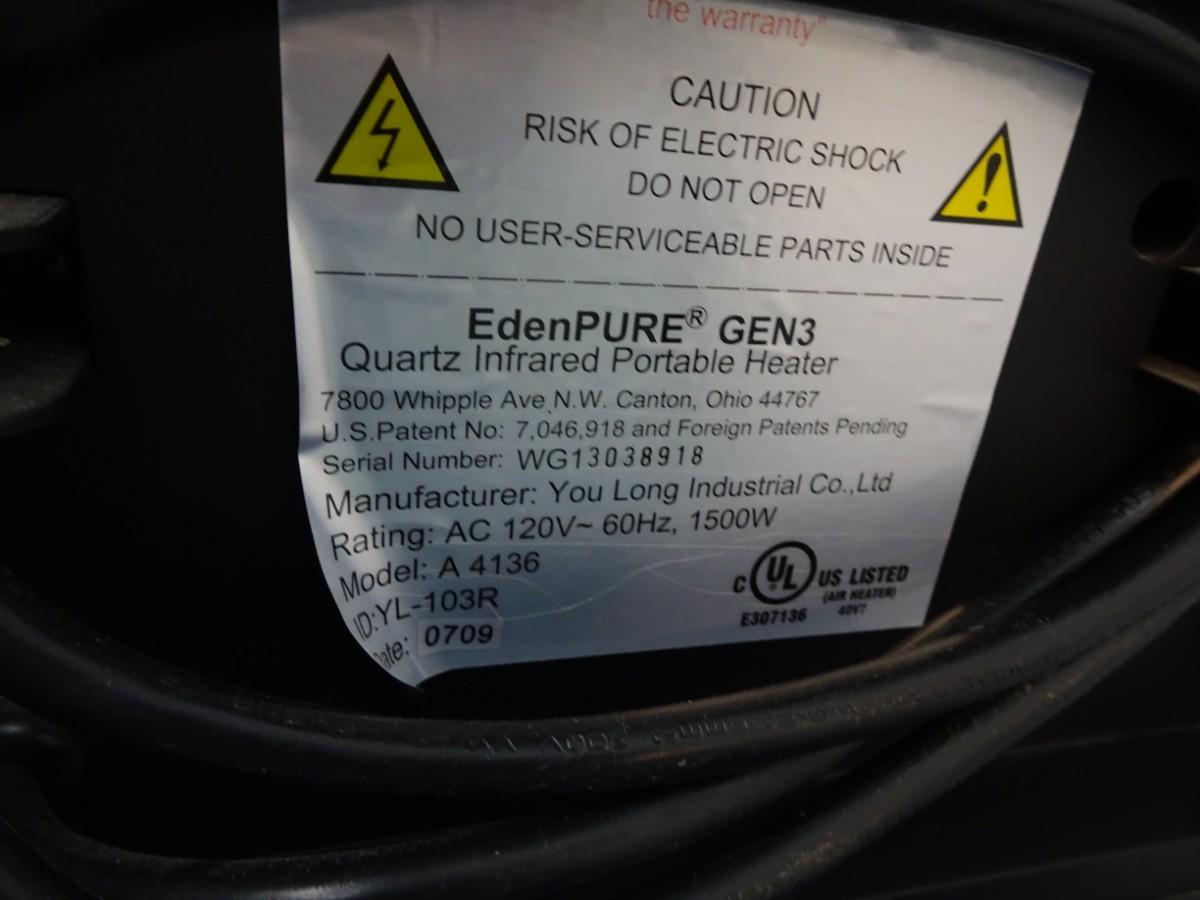 the warranty"
CAUTION
RISK OF ELECTRIC SHOCK
DO NOT OPEN
NO USER-SERVICEABLE PARTS INSIDE
EdenPURE® GEN3
Quartz Infrared Portable Heater
7800 Whipple Ave N.W. Canton, Ohio 44767
U.S.Patent No: 7,046,918 and Foreign Patents Pending
Serial Number: WG13038918
Manufacturer: You Long Industrial Co.,Ltd
Rating: AC 120V~ 60Hz, 1500W
Model: A 4136
ID:YL-103R
Date: 0709
C UL US LISTED
(AIR HEATER)
E307136 40V7